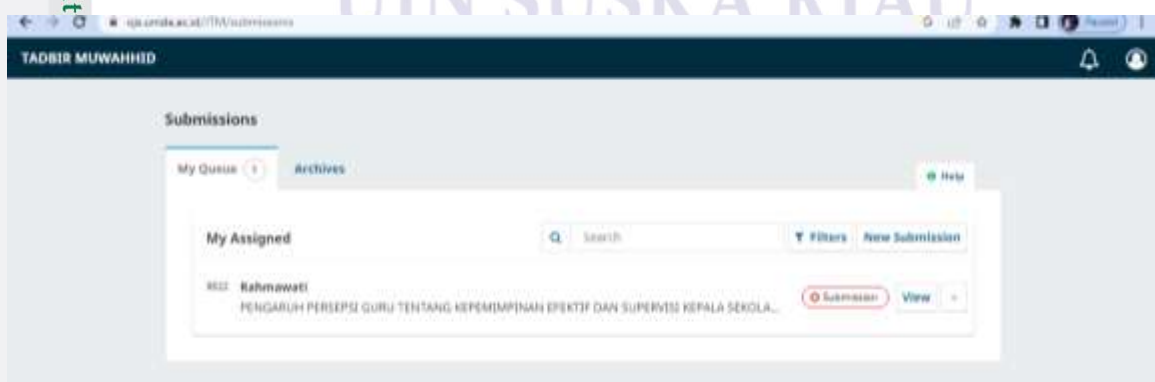 UIN SUSKA RIAU
TADBIR MUWAHHID
Submissions
My Queue 1 Archives
Help
My Assigned
Search
Filters New Submission
Rahmawati
PENGARUH PERSEPSI GURU TENTANG KEPEMIMPINAN EFEKTIF DAN SUPERVISI KEPALA SEKOLA...
Submission View